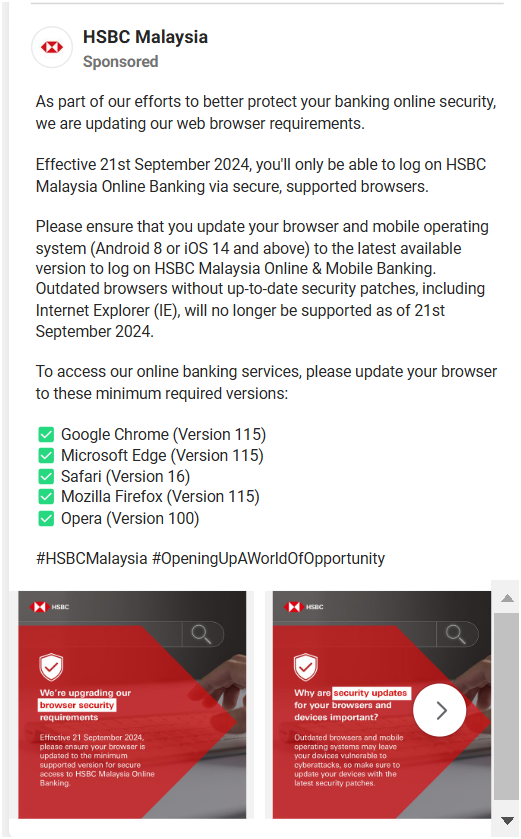 HSBC Malaysia
Sponsored
As part of our efforts to better protect your banking online security,
we are updating our web browser requirements.
Effective 21st September 2024, you'll only be able to log on HSBC
Malaysia Online Banking via secure, supported browsers.
Please ensure that you update your browser and mobile operating
system (Android 8 or iOS 14 and above) to the latest available
version to log on HSBC Malaysia Online & Mobile Banking.
Outdated browsers without up-to-date security patches, including
Internet Explorer (IE), will no longer be supported as of 21st
September 2024.
To access our online banking services, please update your browser
to these minimum required versions:
✅ Google Chrome (Version 115)
✅ Microsoft Edge (Version 115)
✅ Safari (Version 16)
✅ Mozilla Firefox (Version 115)
✅ Opera (Version 100)
#HSBCMalaysia #OpeningUpAWorldOfOpportunity
HSBC
We're upgrading our
browser security
requirements
Effective 21 September 2024,
please ensure your browser is
updated to the minimum
supported version for secure
access to HSBC Malaysia Online
Banking.
HSBC
Why are security updates
for your browsers and
devices important?
Outdated browsers and mobile
operating systems may leave
your devices vulnerable to
cyberattacks, so make sure to
update your devices with the
latest security patches.